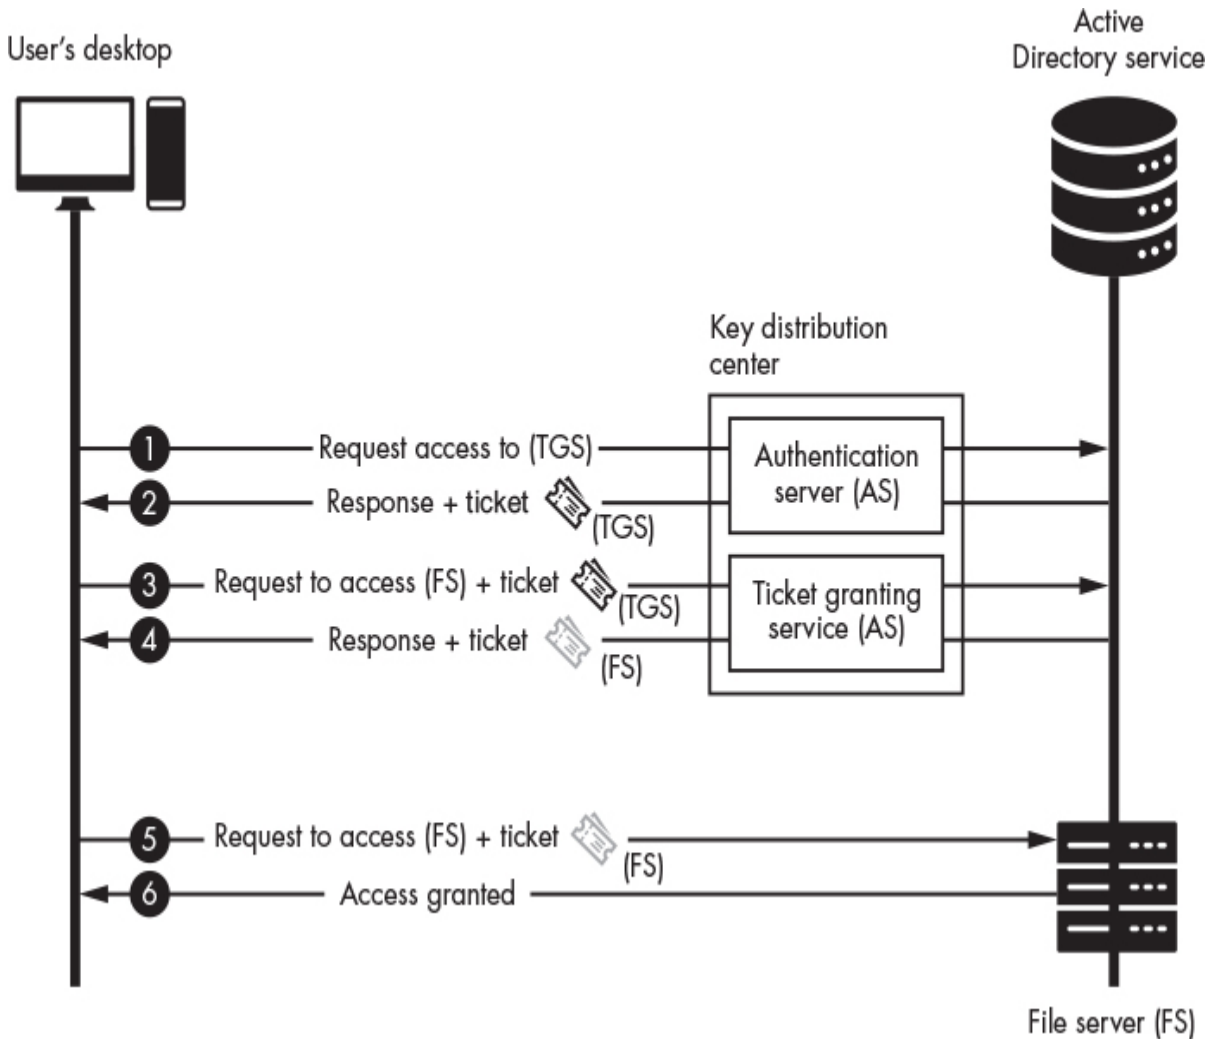 User's desktop
Active
Directory service
Key distribution
center
1 Request access to (TGS)
Authentication
server (AS)
2 Response + ticket (TGS)
3 Request to access (FS) + ticket (TGS)
Ticket granting
service (AS)
4 Response + ticket (FS)
5 Request to access (FS) + ticket (FS)
6 Access granted
File server (FS)